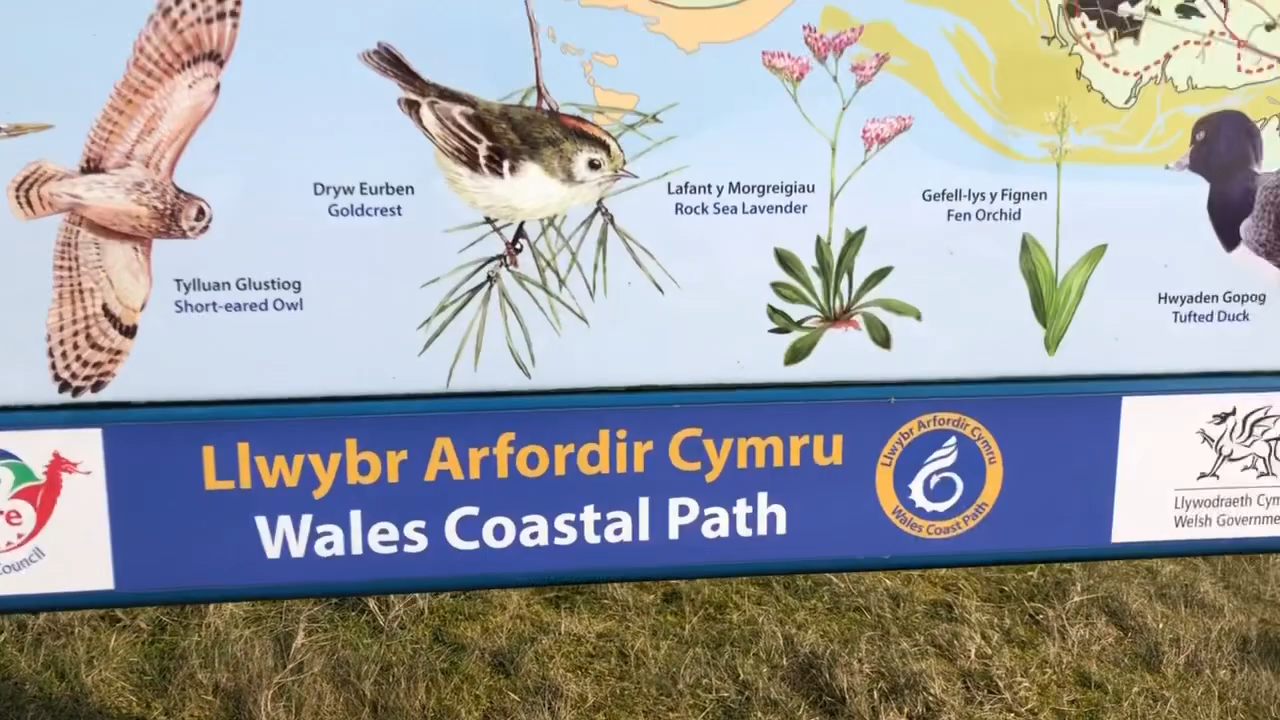 Dryw Eurben
Goldcrest
Lafant y Morgreigiau
Rock Sea Lavender
Gefell-lys y Fignen
Fen Orchid
Tylluan Glustiog
Short-eared Owl
Hwyaden Gopog
Tufted Duck
Llwybr Arfordir Cymru
Wales Coastal Path
Llwybr Arfordir Cymru
Wales Coast Path
re
Council
Llywodraeth Cym
Welsh Governme